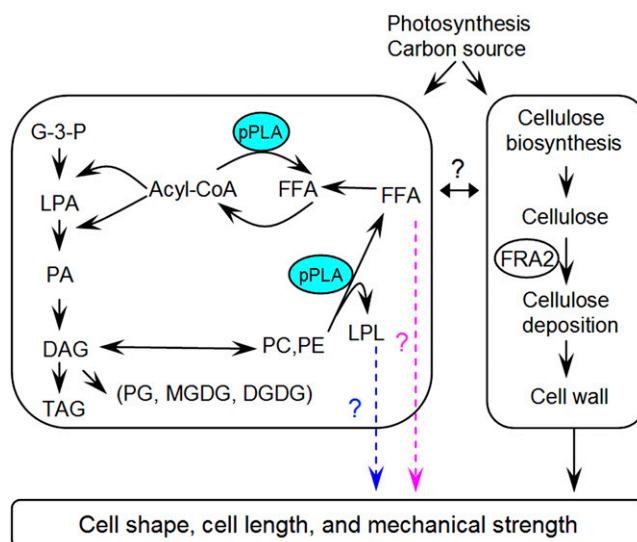 Photosynthesis
Carbon source
pPLA
G-3-P
Acyl-CoA
FFA
FFA
LPA
pPLA
PA
DAG
PC,PE
LPL
?
(PG, MGDG, DGDG)
?
TAG
?
Cellulose
biosynthesis
Cellulose
FRA2
Cellulose
deposition
Cell wall
Cell shape, cell length, and mechanical strength